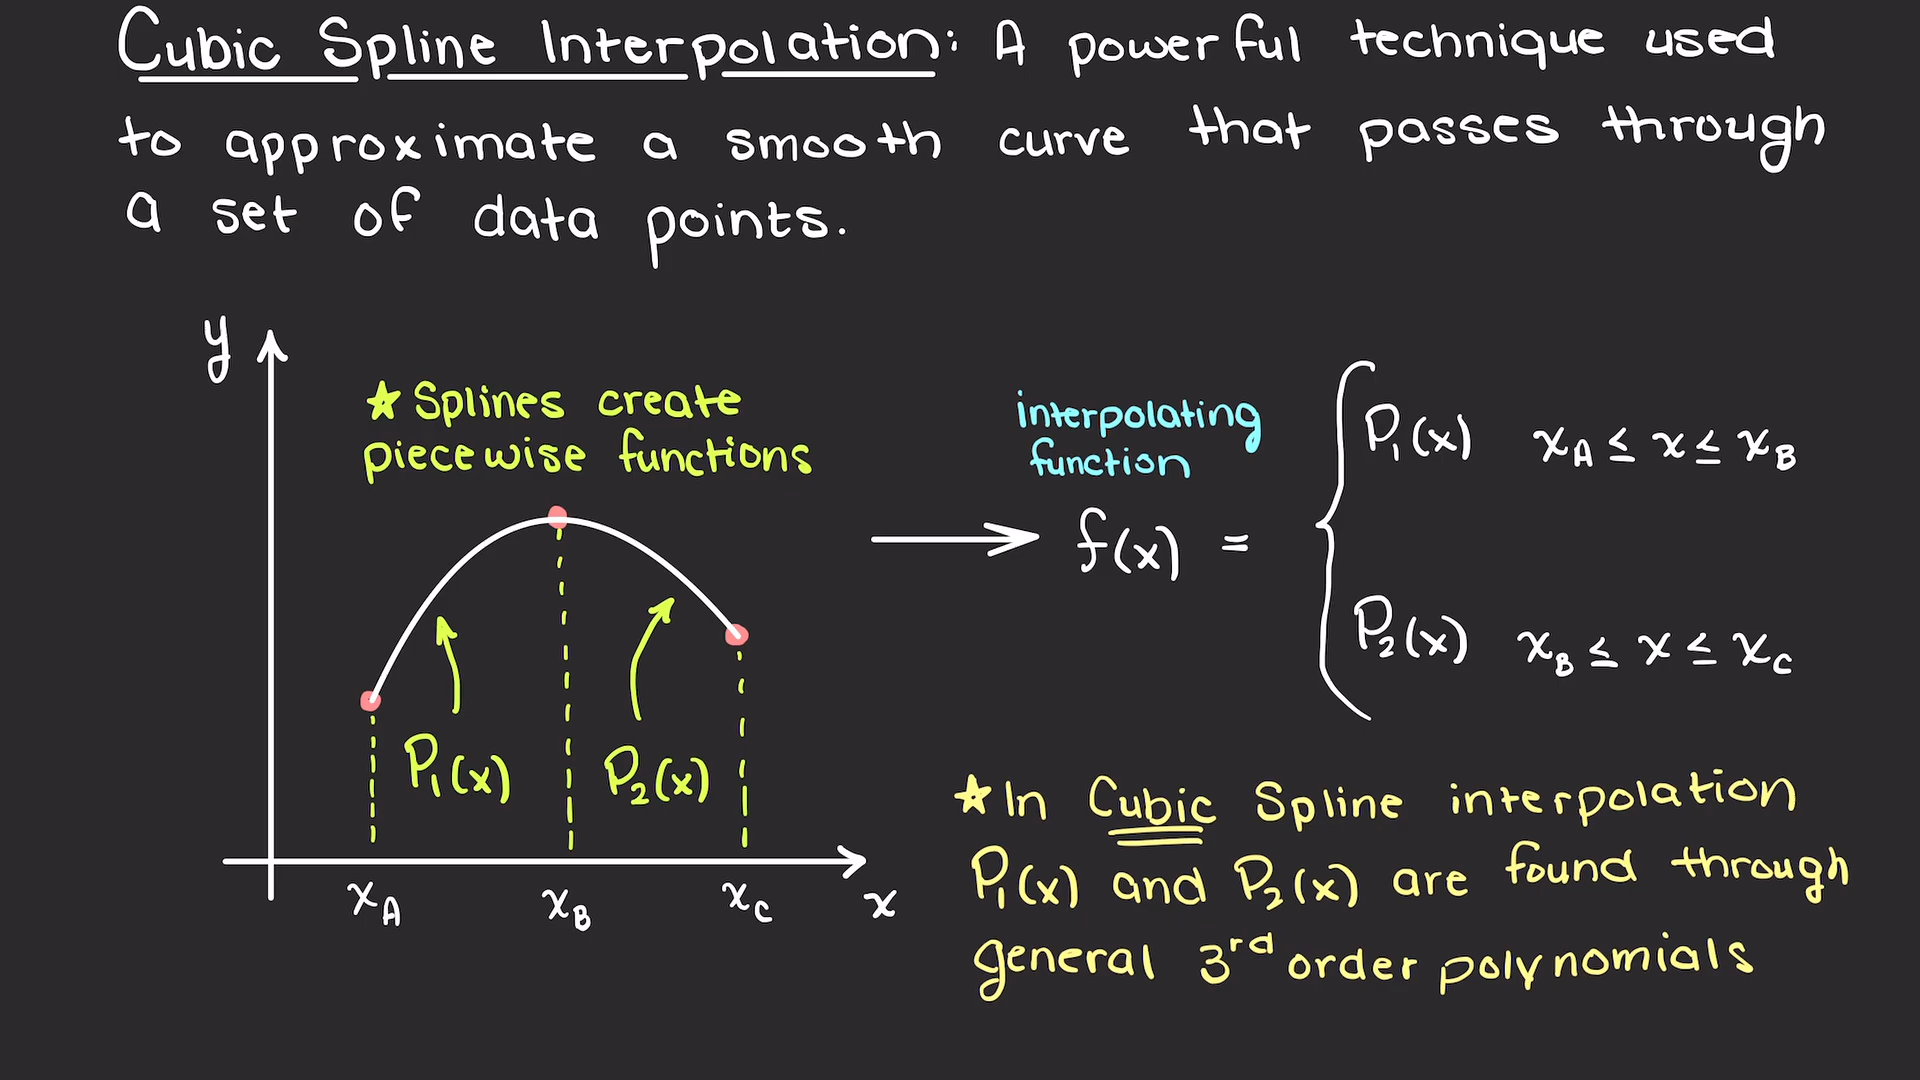 Cubic Spline Interpolation: A powerful technique used
to approximate a smooth curve that passes through
a set of data points.
y
★ Splines create
piecewise functions
P₁(x)
P₂(x)
x_A
x_B
x_C
x
interpolating
function
f(x) =
P₁(x) x_A ≤ x ≤ x_B
P₂(x) x_B ≤ x ≤ x_C
★ In Cubic Spline interpolation
P₁(x) and P₂(x) are found through
general 3rd order polynomials